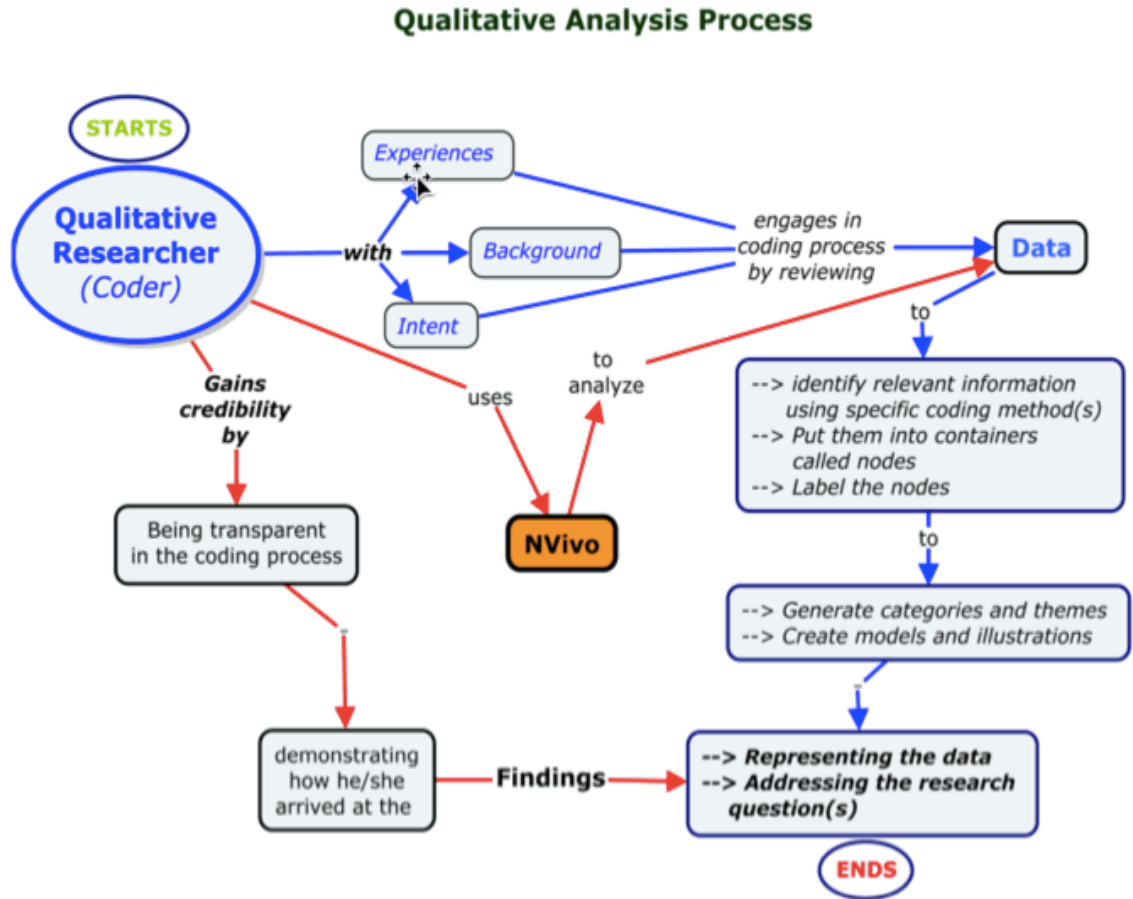 Qualitative Analysis Process
STARTS
Qualitative
Researcher
(Coder)
with
Experiences
Background
Intent
engages in
coding process
by reviewing
Data
to
--> identify relevant information
using specific coding method(s)
--> Put them into containers
called nodes
--> Label the nodes
to
--> Generate categories and themes
--> Create models and illustrations
--> Representing the data
--> Addressing the research
question(s)
ENDS
uses
NVivo
to
analyze
Gains
credibility
by
Being transparent
in the coding process
demonstrating
how he/she
arrived at the
Findings